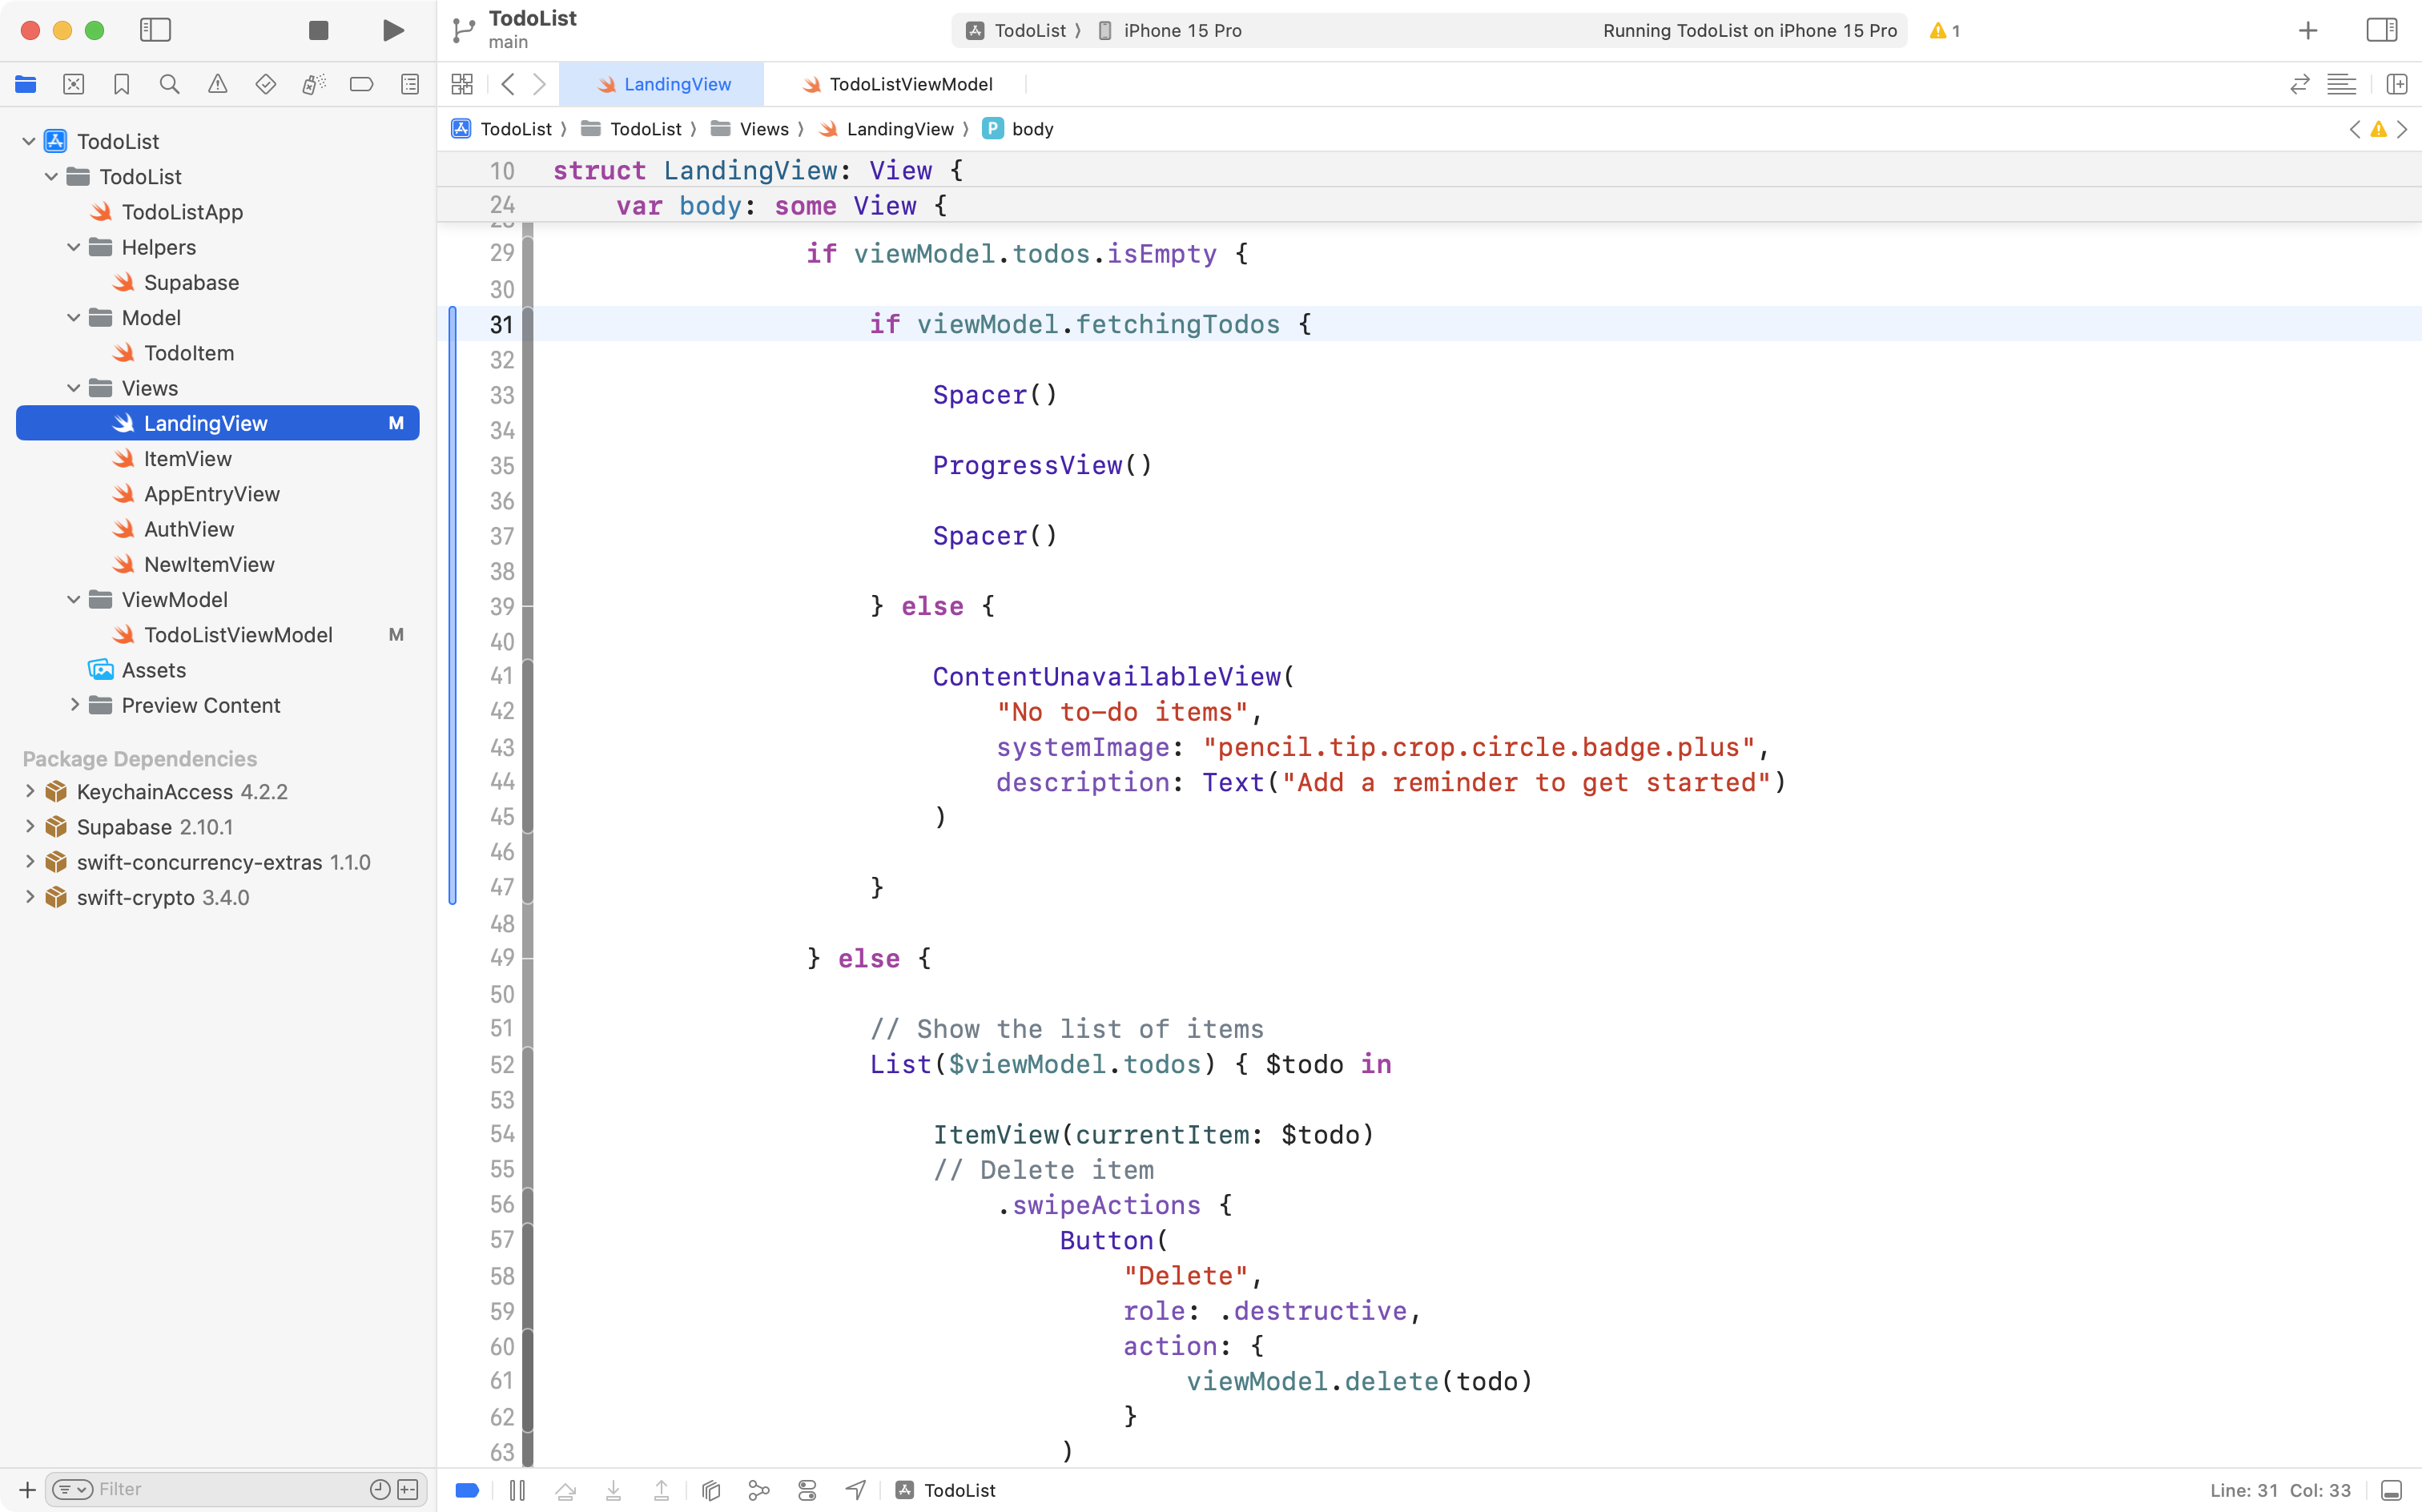 TodoList
main
TodoList
iPhone 15 Pro
Running TodoList on iPhone 15 Pro
1
LandingView
TodoListViewModel
TodoList
TodoList
Views
LandingView
P
body
TodoList
TodoList
TodoListApp
Helpers
Supabase
Model
TodoItem
Views
LandingView M
ItemView
AppEntryView
AuthView
NewItemView
ViewModel
TodoListViewModel M
Assets
Preview Content
Package Dependencies
KeychainAccess 4.2.2
Supabase 2.10.1
swift-concurrency-extras 1.1.0
swift-crypto 3.4.0
Filter
10 struct LandingView: View {
24 var body: some View {
29 if viewModel.todos.isEmpty {
30
31 if viewModel.fetchingTodos {
32
33 Spacer()
34
35 ProgressView()
36
37 Spacer()
38
39 } else {
40
41 ContentUnavailableView(
42 "No to-do items",
43 systemImage: "pencil.tip.crop.circle.badge.plus",
44 description: Text("Add a reminder to get started")
45 )
46
47 }
48
49 } else {
50
51 // Show the list of items
52 List($viewModel.todos) { $todo in
53
54 ItemView(currentItem: $todo)
55 // Delete item
56 .swipeActions {
57 Button(
58 "Delete",
59 role: .destructive,
60 action: {
61 viewModel.delete(todo)
62 }
63 )
TodoList
Line: 31 Col: 33